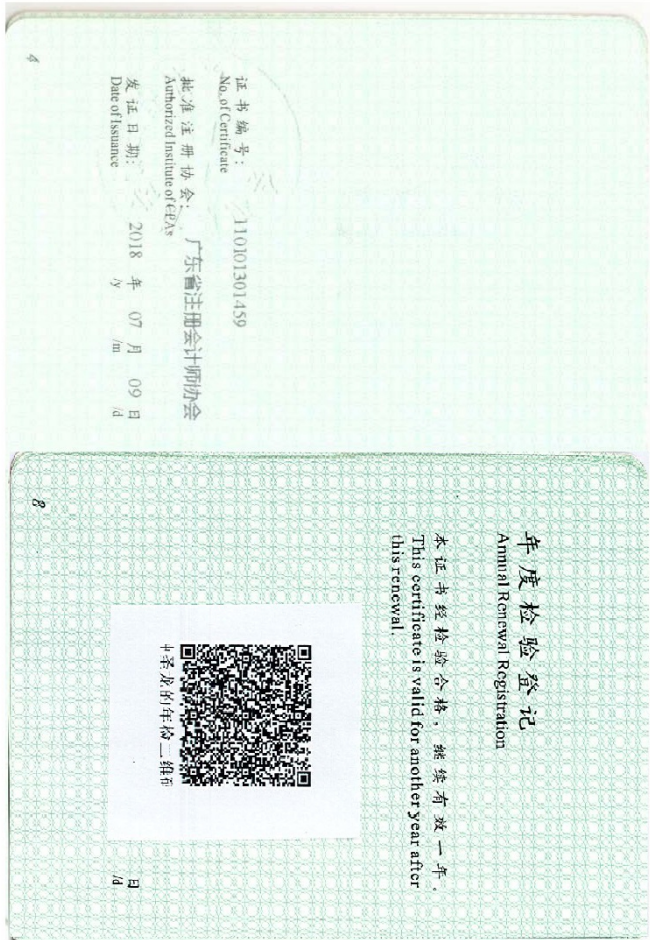 证书编号: 110101301459
No. of Certificate
批准注册协会: 广东省注册会计师协会
Authorized Institute of CPAs
发证日期: 2018 年 07 月 09 日
Date of Issuance /y /m /d
4
年度检验登记
Annual Renewal Registration
本证书经检验合格，继续有效一年。
This certificate is valid for another year after
this renewal.
圣龙的年检二维
日
/d
8